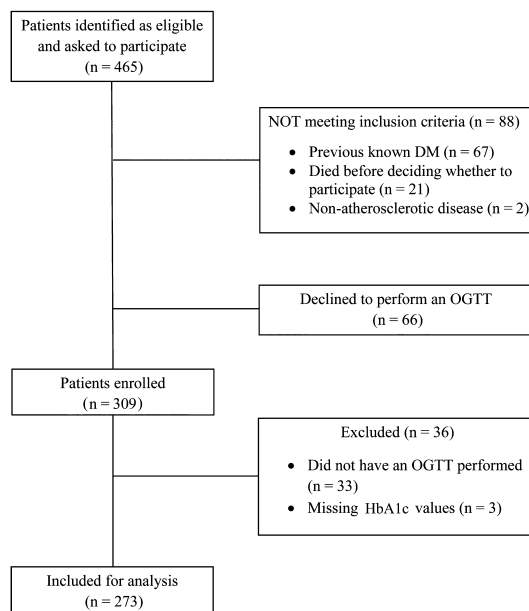 Patients identified as eligible
and asked to participate
(n = 465)
NOT meeting inclusion criteria (n = 88)
• Previous known DM (n = 67)
• Died before deciding whether to
participate (n = 21)
• Non-atherosclerotic disease (n = 2)
Declined to perform an OGTT
(n = 66)
Patients enrolled
(n = 309)
Excluded (n = 36)
• Did not have an OGTT performed
(n = 33)
• Missing HbA1c values (n = 3)
Included for analysis
(n = 273)